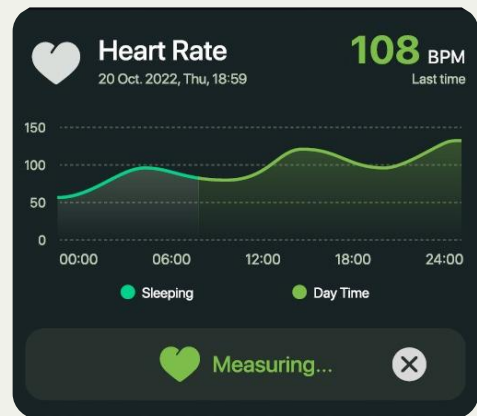 Heart Rate
20 Oct. 2022, Thu, 18:59
108 BPM
Last time
150
100
50
0
00:00 06:00 12:00 18:00 24:00
Sleeping Day Time
Measuring...